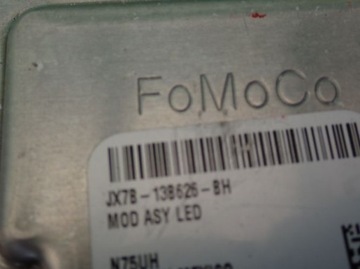 FoMoCo
JX7B-13B626-BH
MOD ASY LED
N75UH